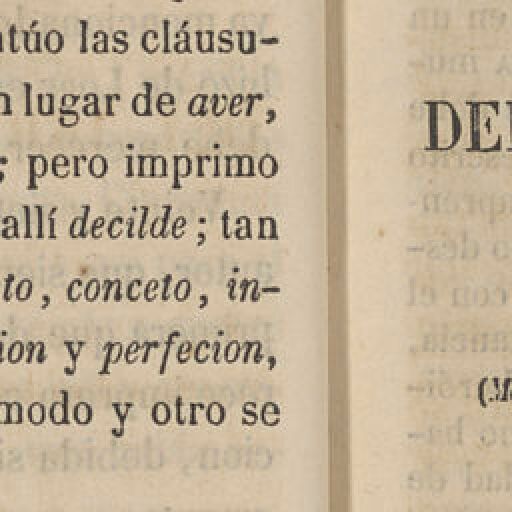 túo las cláusu-
lugar de aver,
; pero imprimo
allí decilde; tan
to, conceto, in-
ion y perfecion,
modo y otro se
DE